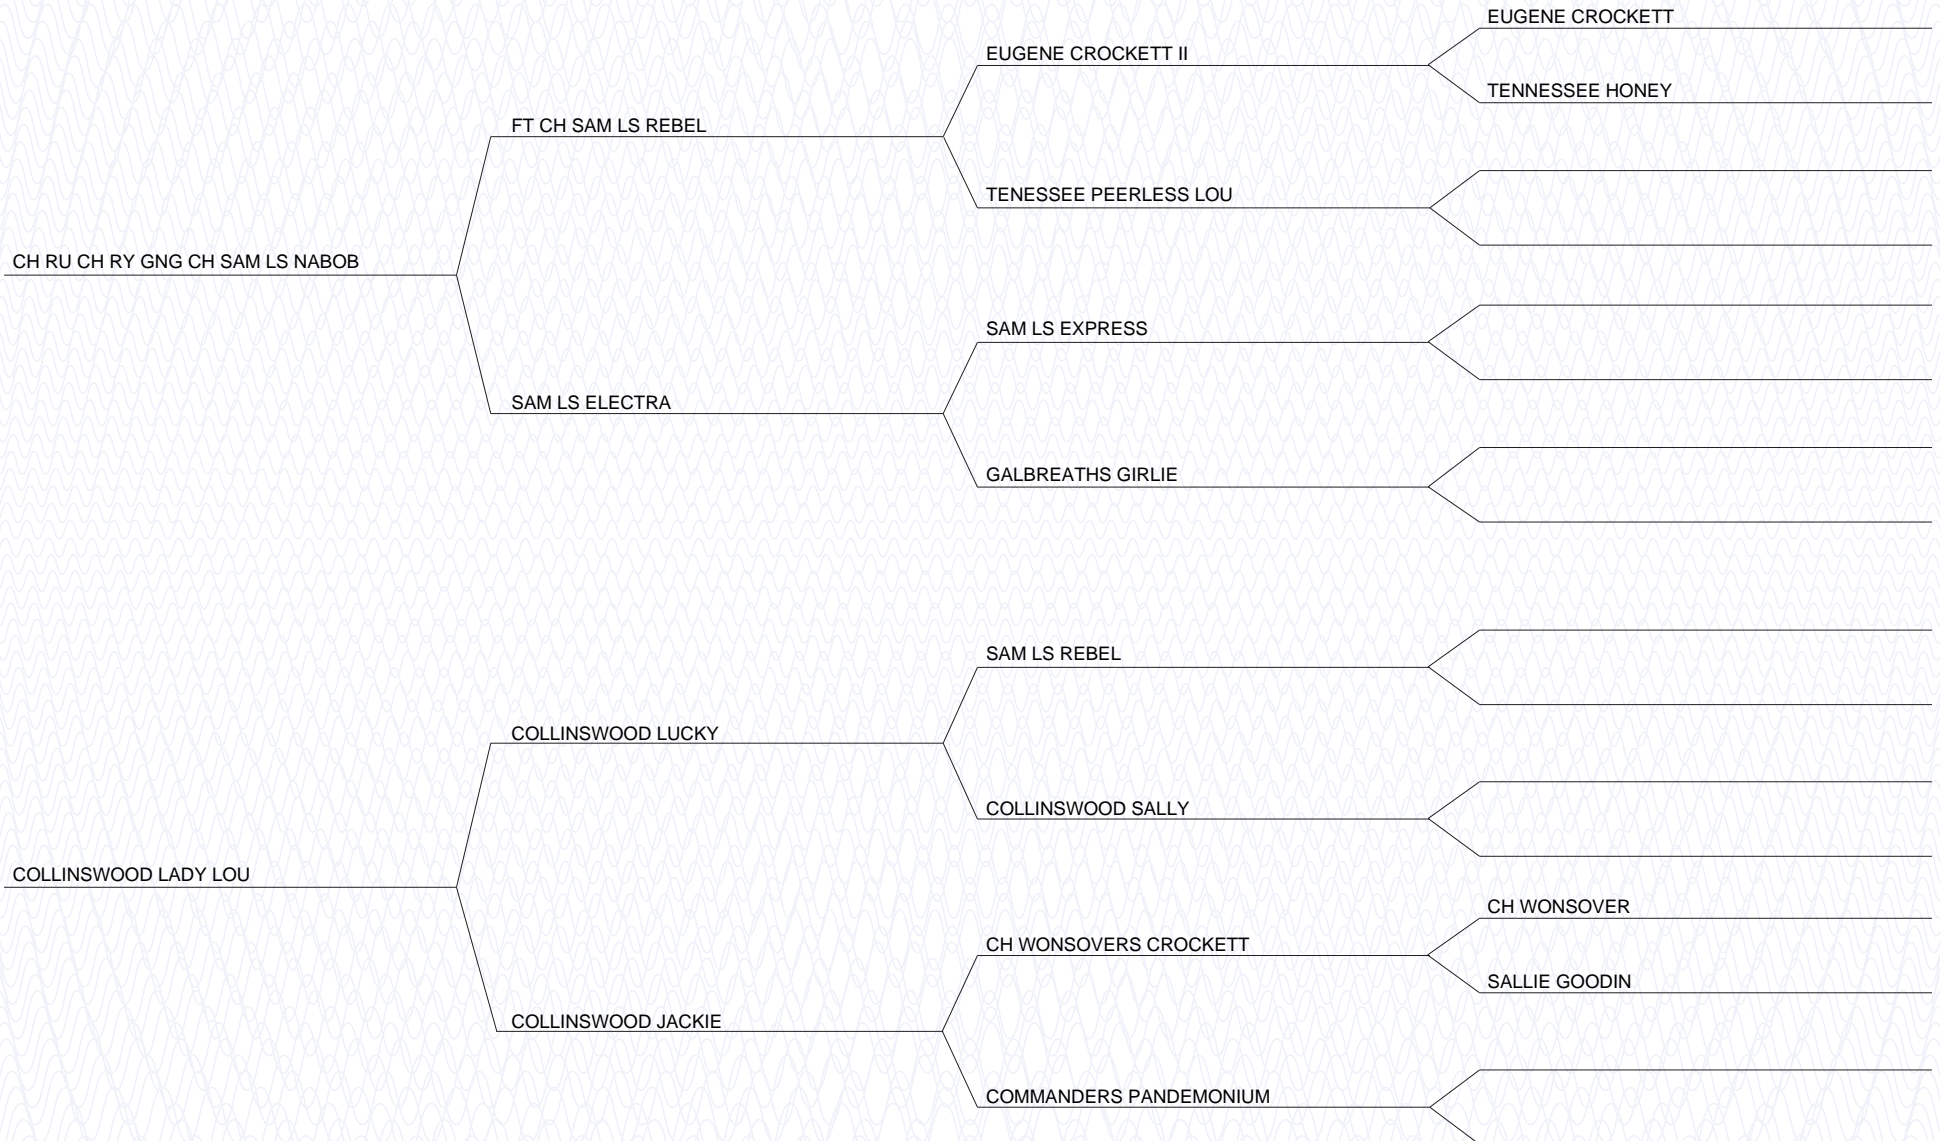 EUGENE CROCKETT
EUGENE CROCKETT II
TENNESSEE HONEY
FT CH SAM LS REBEL
TENESSEE PEERLESS LOU
CH RU CH RY GNG CH SAM LS NABOB
SAM LS EXPRESS
SAM LS ELECTRA
GALBREATHS GIRLIE
SAM LS REBEL
COLLINSWOOD LUCKY
COLLINSWOOD SALLY
COLLINSWOOD LADY LOU
CH WONSOVER
CH WONSOVERS CROCKETT
SALLIE GOODIN
COLLINSWOOD JACKIE
COMMANDERS PANDEMONIUM